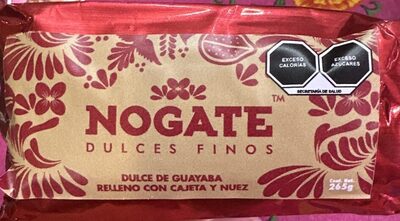 EXCESO
CALORÍAS
EXCESO
AZÚCARES
SECRETARÍA DE SALUD
NOGATE™
DULCES FINOS
DULCE DE GUAYABA
RELLENO CON CAJETA Y NUEZ
Cont. Net.
265g